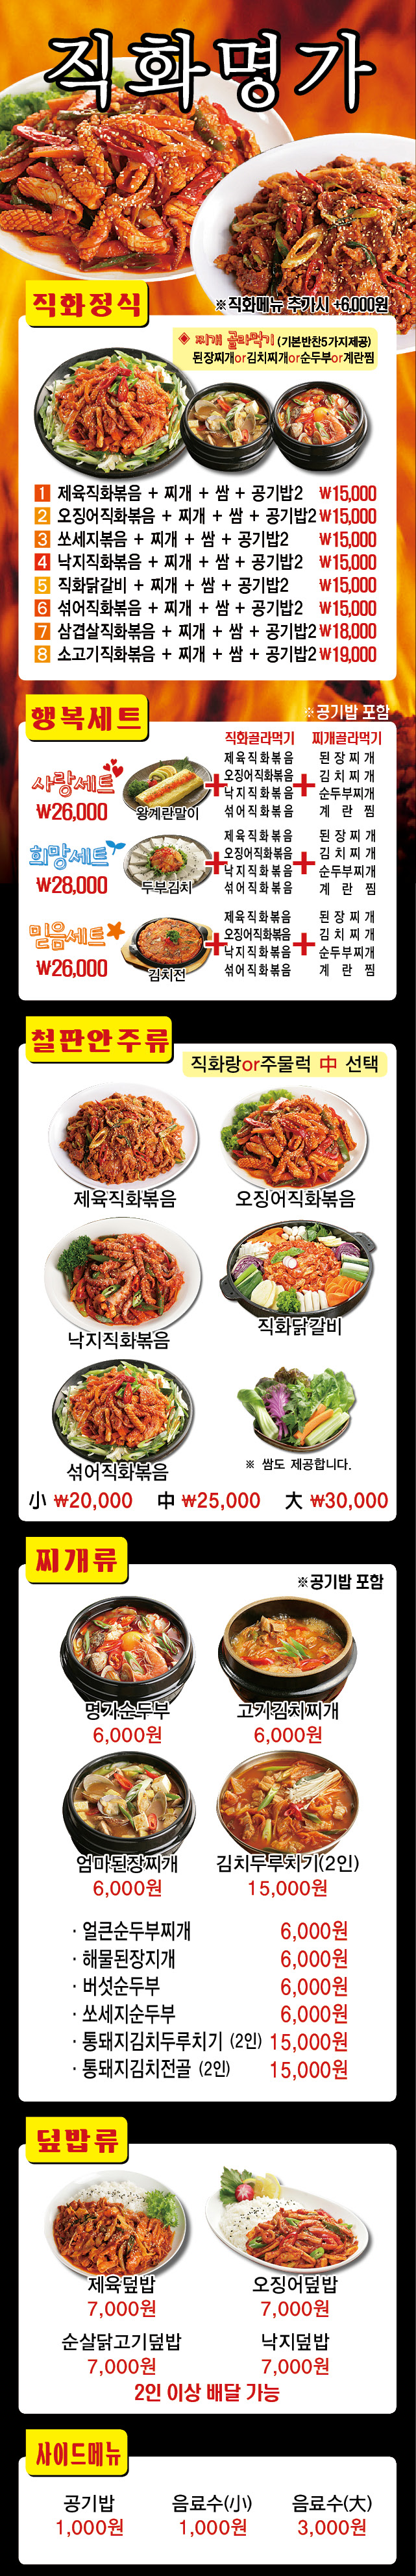 직화명가
직화정식
※직화메뉴 추가시 +6,000원
◈ 찌개 골라먹기 (기본반찬5가지제공)
된장찌개or김치찌개or순두부or계란찜
1 제육직화볶음 + 찌개 + 쌈 + 공기밥2 ₩15,000
2 오징어직화볶음 + 찌개 + 쌈 + 공기밥2 ₩15,000
3 쏘세지볶음 + 찌개 + 쌈 + 공기밥2 ₩15,000
4 낙지직화볶음 + 찌개 + 쌈 + 공기밥2 ₩15,000
5 직화닭갈비 + 찌개 + 쌈 + 공기밥2 ₩15,000
6 섞어직화볶음 + 찌개 + 쌈 + 공기밥2 ₩15,000
7 삼겹살직화볶음 + 찌개 + 쌈 + 공기밥2 ₩18,000
8 소고기직화볶음 + 찌개 + 쌈 + 공기밥2 ₩19,000
행복세트
※공기밥 포함
직화골라먹기 찌개골라먹기
사랑세트
₩26,000
왕계란말이
+
제육직화볶음
오징어직화볶음
낙지직화볶음
섞어직화볶음
+
된장찌개
김치찌개
순두부찌개
계란찜
희망세트
₩28,000
두부김치
+
제육직화볶음
오징어직화볶음
낙지직화볶음
섞어직화볶음
+
된장찌개
김치찌개
순두부찌개
계란찜
믿음세트
₩26,000
김치전
+
제육직화볶음
오징어직화볶음
낙지직화볶음
섞어직화볶음
+
된장찌개
김치찌개
순두부찌개
계란찜
철판안주류
직화랑or주물럭 中 선택
제육직화볶음 오징어직화볶음
낙지직화볶음 직화닭갈비
섞어직화볶음 ※ 쌈도 제공합니다.
小 ₩20,000 中 ₩25,000 大 ₩30,000
찌개류
※공기밥 포함
명가순두부 고기김치찌개
6,000원 6,000원
엄마된장찌개 김치두루치기(2인)
6,000원 15,000원
· 얼큰순두부찌개 6,000원
· 해물된장지개 6,000원
· 버섯순두부 6,000원
· 쏘세지순두부 6,000원
· 통돼지김치두루치기 (2인) 15,000원
· 통돼지김치전골 (2인) 15,000원
덮밥류
제육덮밥 오징어덮밥
7,000원 7,000원
순살닭고기덮밥 낙지덮밥
7,000원 7,000원
2인 이상 배달 가능
사이드메뉴
공기밥 음료수(小) 음료수(大)
1,000원 1,000원 3,000원